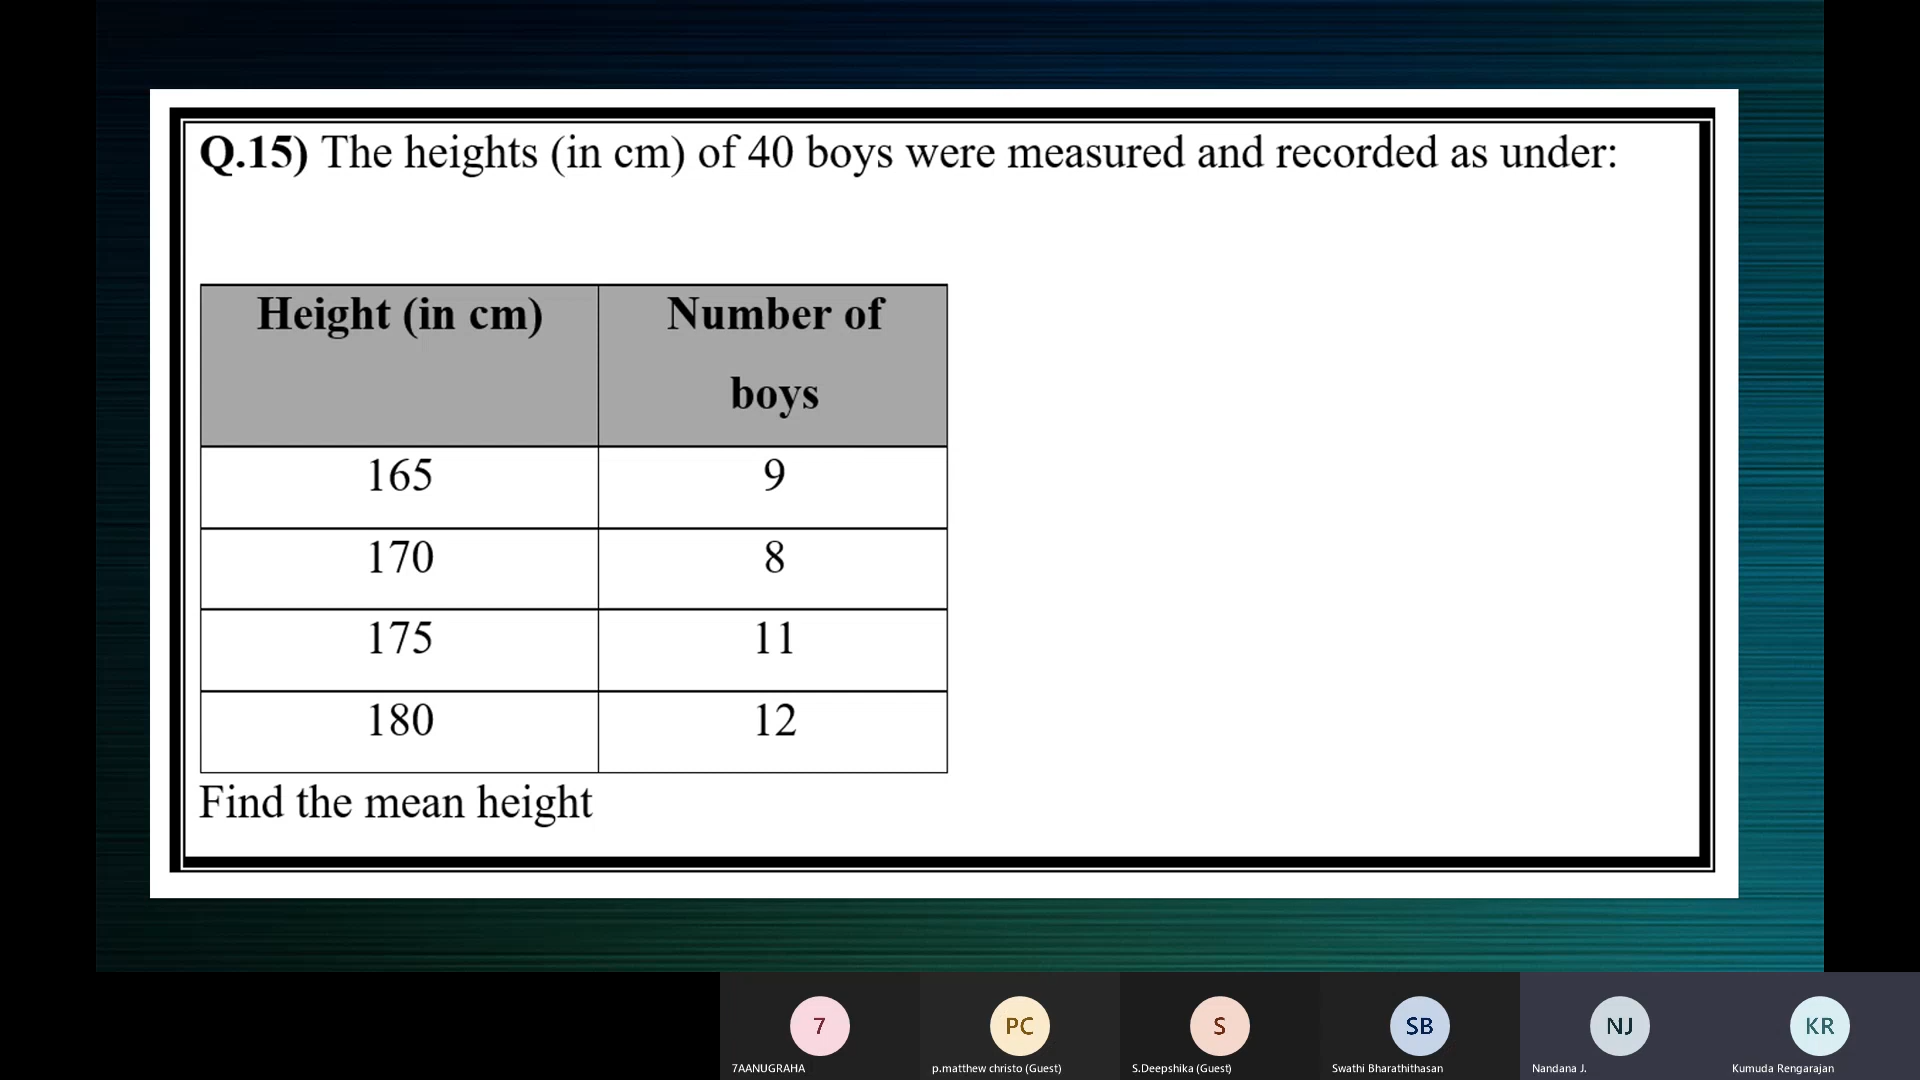 Q.15) The heights (in cm) of 40 boys were measured and recorded as under:
Height (in cm) Number of
boys
165 9
170 8
175 11
180 12
Find the mean height
7 PC S SB NJ KR
7AANUGRAHA p.matthew christo (Guest) S.Deepshika (Guest) Swathi Bharathithasan Nandana J. Kumuda Rengarajan